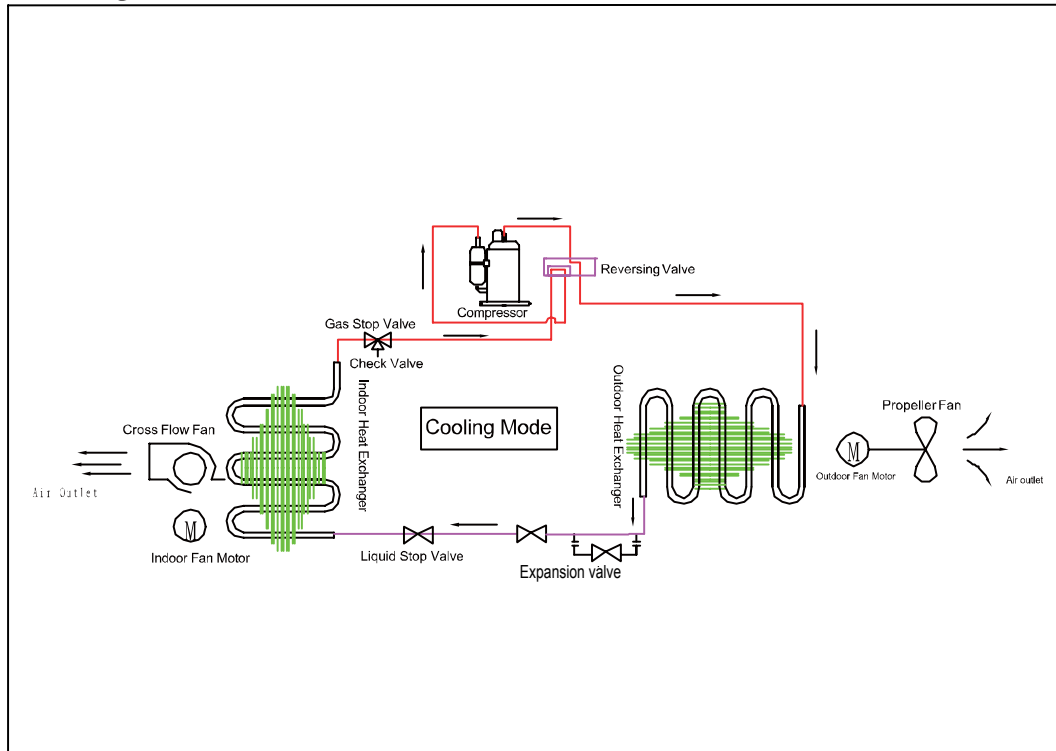 Reversing Valve
Compressor
Gas Stop Valve
Check Valve
Indoor Heat Exchanger
Outdoor Heat Exchanger
Cooling Mode
Cross Flow Fan
Air Outlet
M
Indoor Fan Motor
Liquid Stop Valve
Expansion valve
Propeller Fan
M
Outdoor Fan Motor
Air outlet